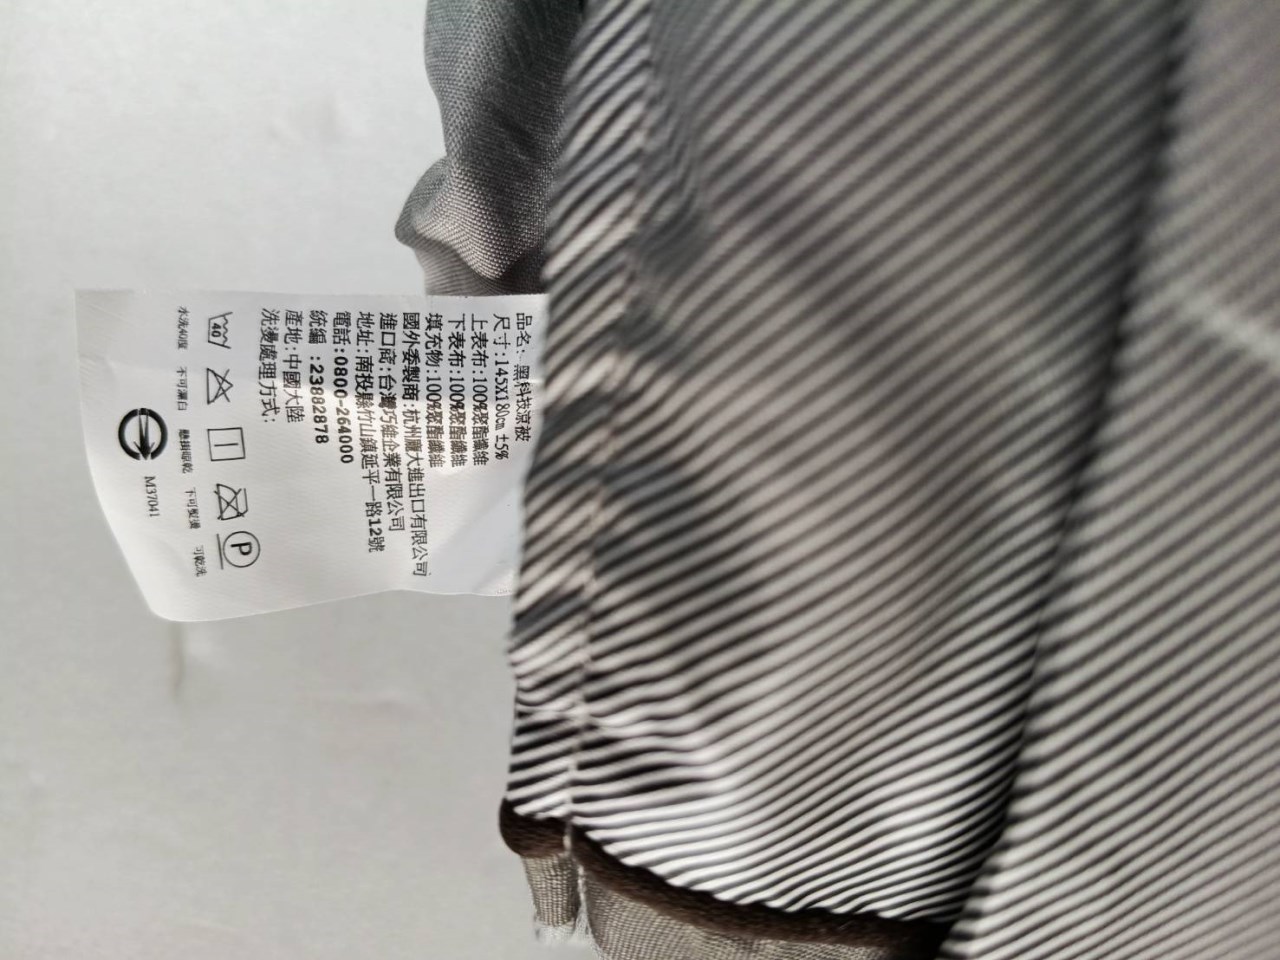 品名:黑科技涼被
尺寸:145X180cm ±5%
上表布:100%聚酯纖維
下表布:100%聚酯纖維
填充物:100%聚酯纖維
國外委製商:杭州廣大進出口有限公司
進口商:台灣巧維企業有限公司
地址:南投縣竹山鎮延平一路12號
電話:0800-264000
統編:23882878
產地:中國大陸
洗燙處理方式:
40
P
水洗40度 不可漂白 懸掛晾乾 不可熨燙 可乾洗
M37041